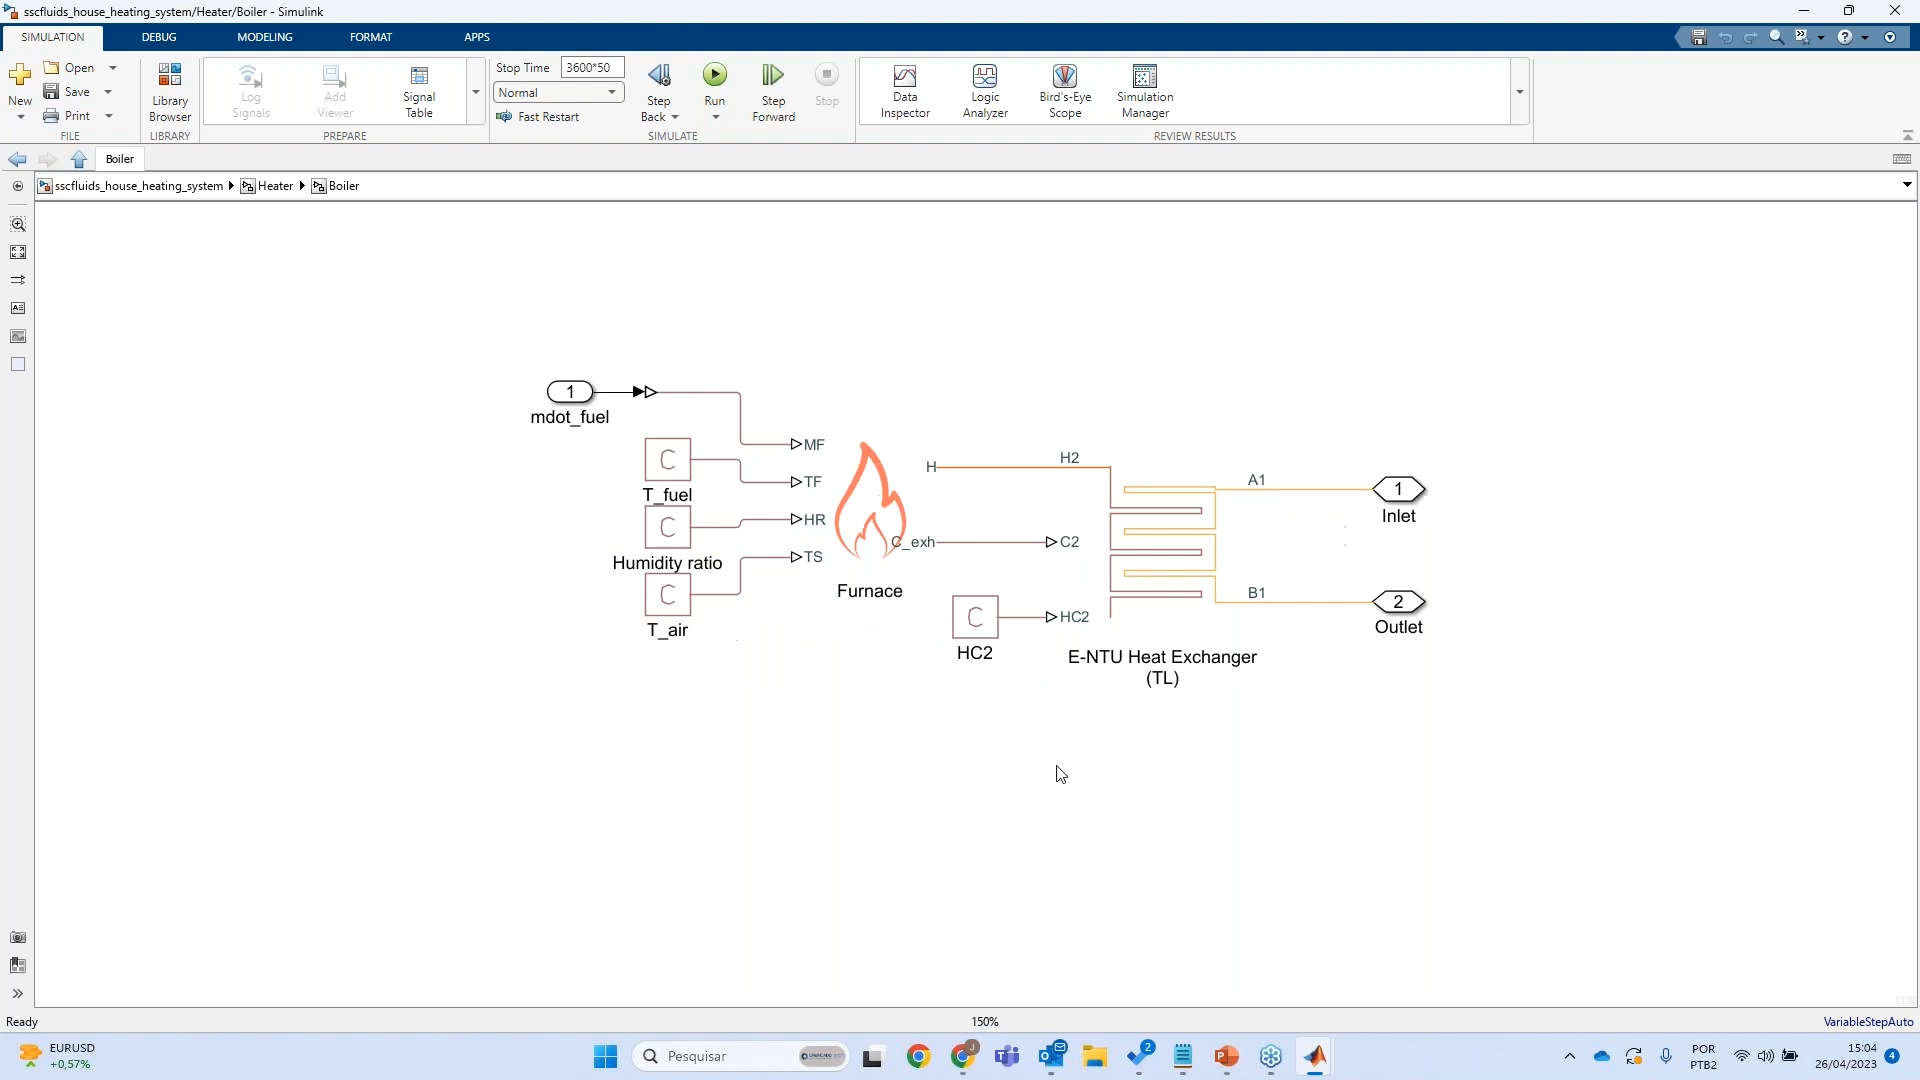 sscfluids_house_heating_system/Heater/Boiler - Simulink
SIMULATION DEBUG MODELING FORMAT APPS
New
Open
Save
Print
FILE
Library
Browser
LIBRARY
Log
Signals
Add
Viewer
Signal
Table
PREPARE
Stop Time 3600*50
Normal
Fast Restart
Step
Back
Run
Step
Forward
Stop
SIMULATE
Data
Inspector
Logic
Analyzer
Bird's-Eye
Scope
Simulation
Manager
REVIEW RESULTS
Boiler
sscfluids_house_heating_system Heater Boiler
1
mdot_fuel
C
T_fuel
C
Humidity ratio
C
T_air
MF
TF
HR
TS
Furnace
H
C_exh
H2
C2
C
HC2
HC2
E-NTU Heat Exchanger
(TL)
A1
1
Inlet
B1
2
Outlet
Ready
150%
VariableStepAuto
EURUSD
+0,57%
Pesquisar
2
POR
PTB2
15:04
26/04/2023
4